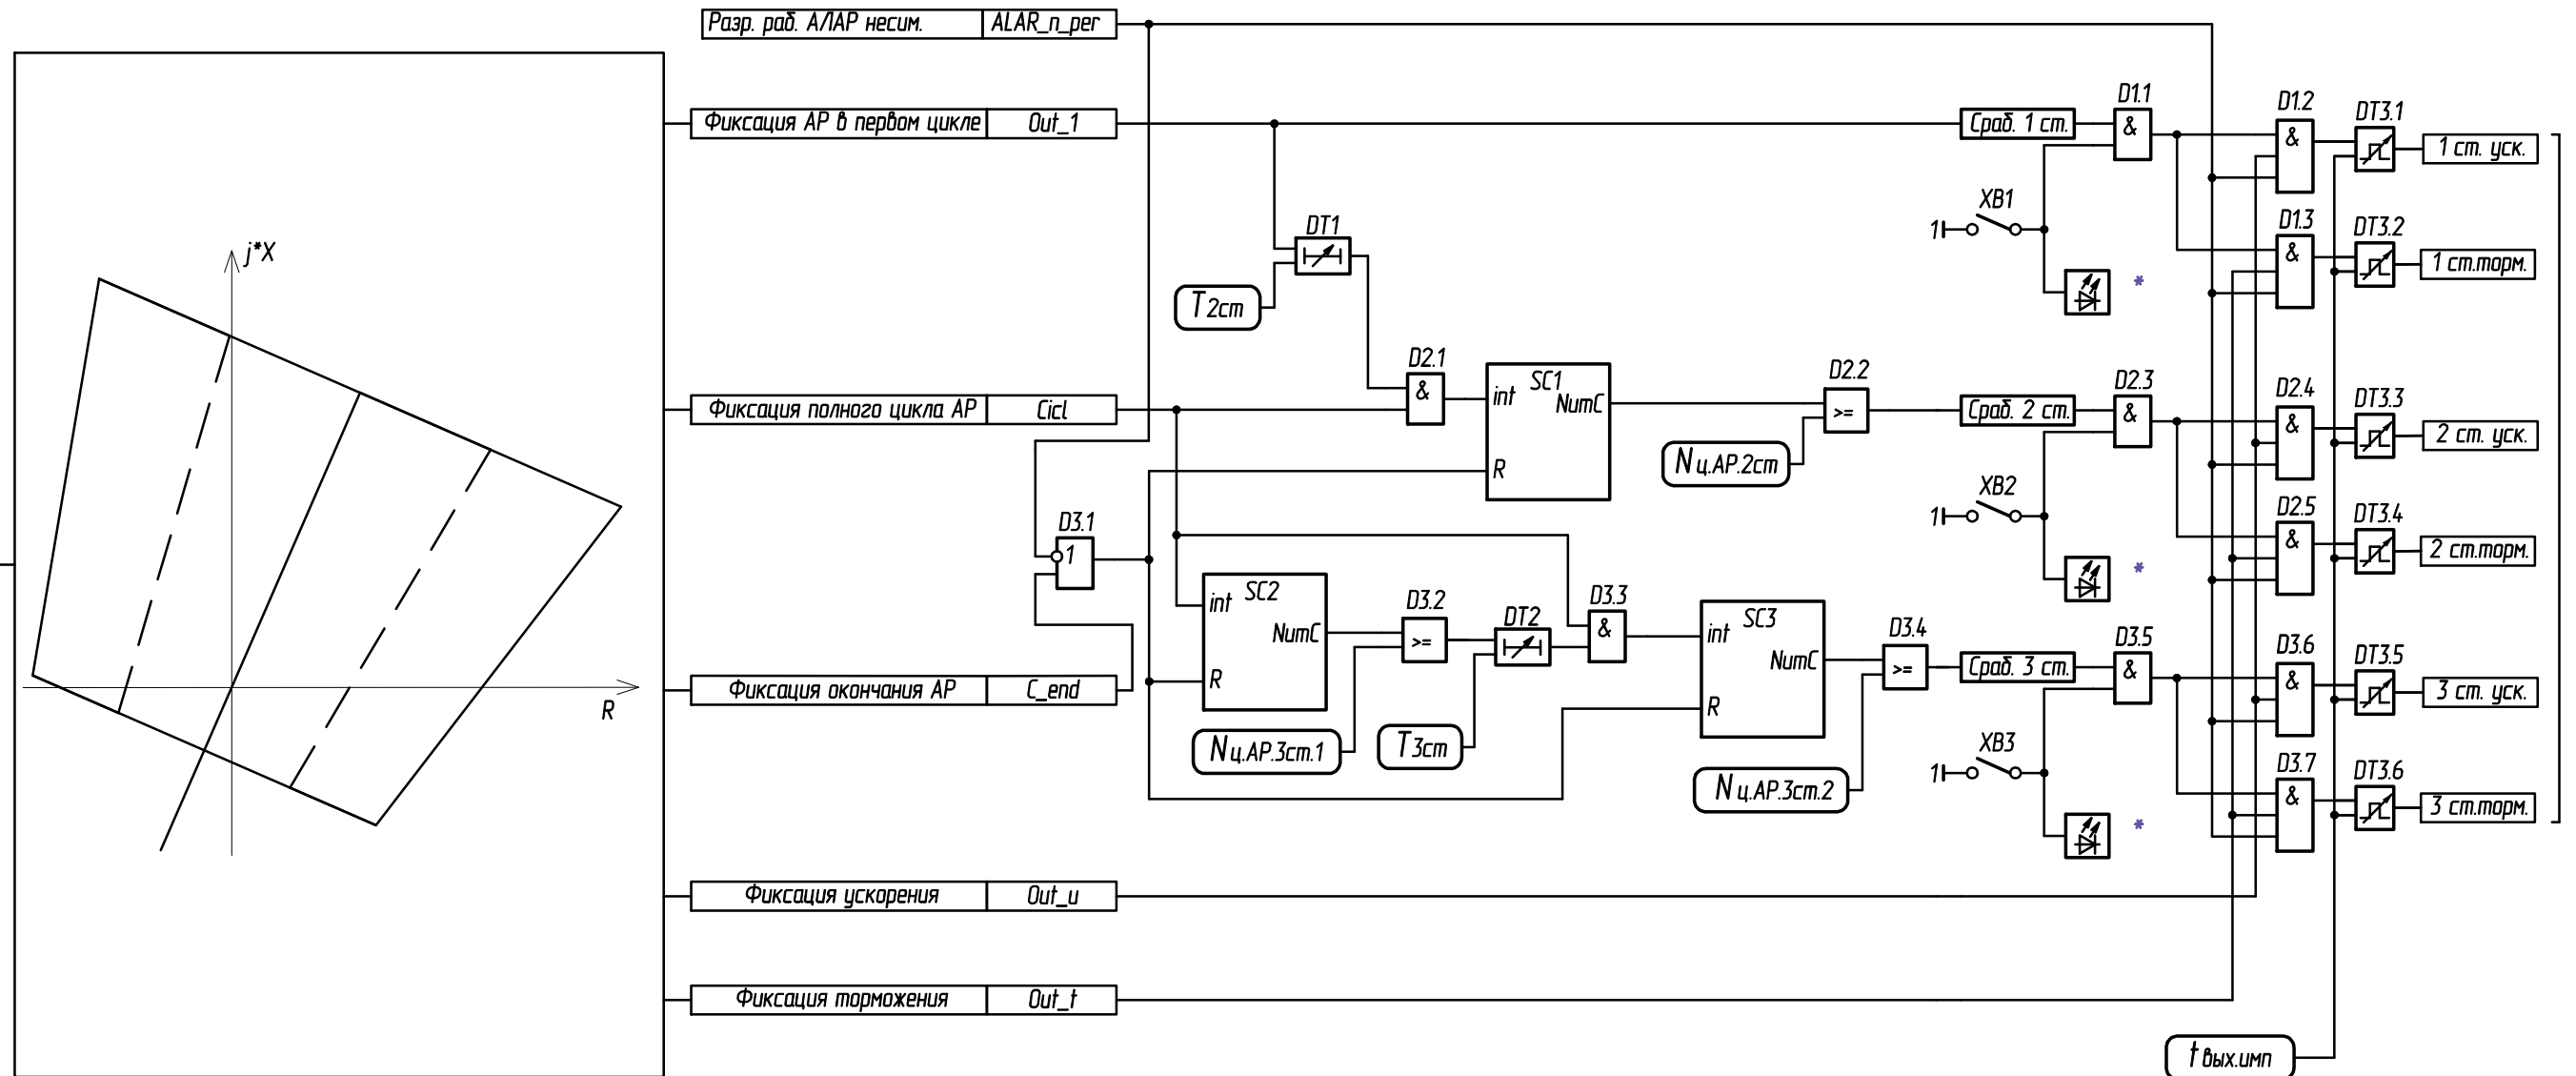 Разр. раб. АЛАР несим. ALAR_n_per
Фиксация АР в первом цикле Out_1
Сраб. 1 ст.
D1.1
&
D1.2
&
DT3.1
1 ст. уск.
D1.3
&
DT3.2
1 ст.торм.
XB1
1
*
j*X
R
DT1
T 2ст
Фиксация полного цикла АР Cicl
D2.1
&
SC1
int
NumC
R
D2.2
>=
N ц.АР.2ст
Сраб. 2 ст.
D2.3
&
D2.4
&
DT3.3
2 ст. уск.
D2.5
&
DT3.4
2 ст.торм.
XB2
1
*
D3.1
1
SC2
int
NumC
R
D3.2
>=
DT2
D3.3
&
N ц.АР.3ст.1
T 3ст
SC3
int
NumC
R
D3.4
>=
N ц.АР.3ст.2
Сраб. 3 ст.
D3.5
&
D3.6
&
DT3.5
3 ст. уск.
D3.7
&
DT3.6
3 ст.торм.
XB3
1
*
Фиксация окончания АР C_end
Фиксация ускорения Out_u
Фиксация торможения Out_t
t вых.имп